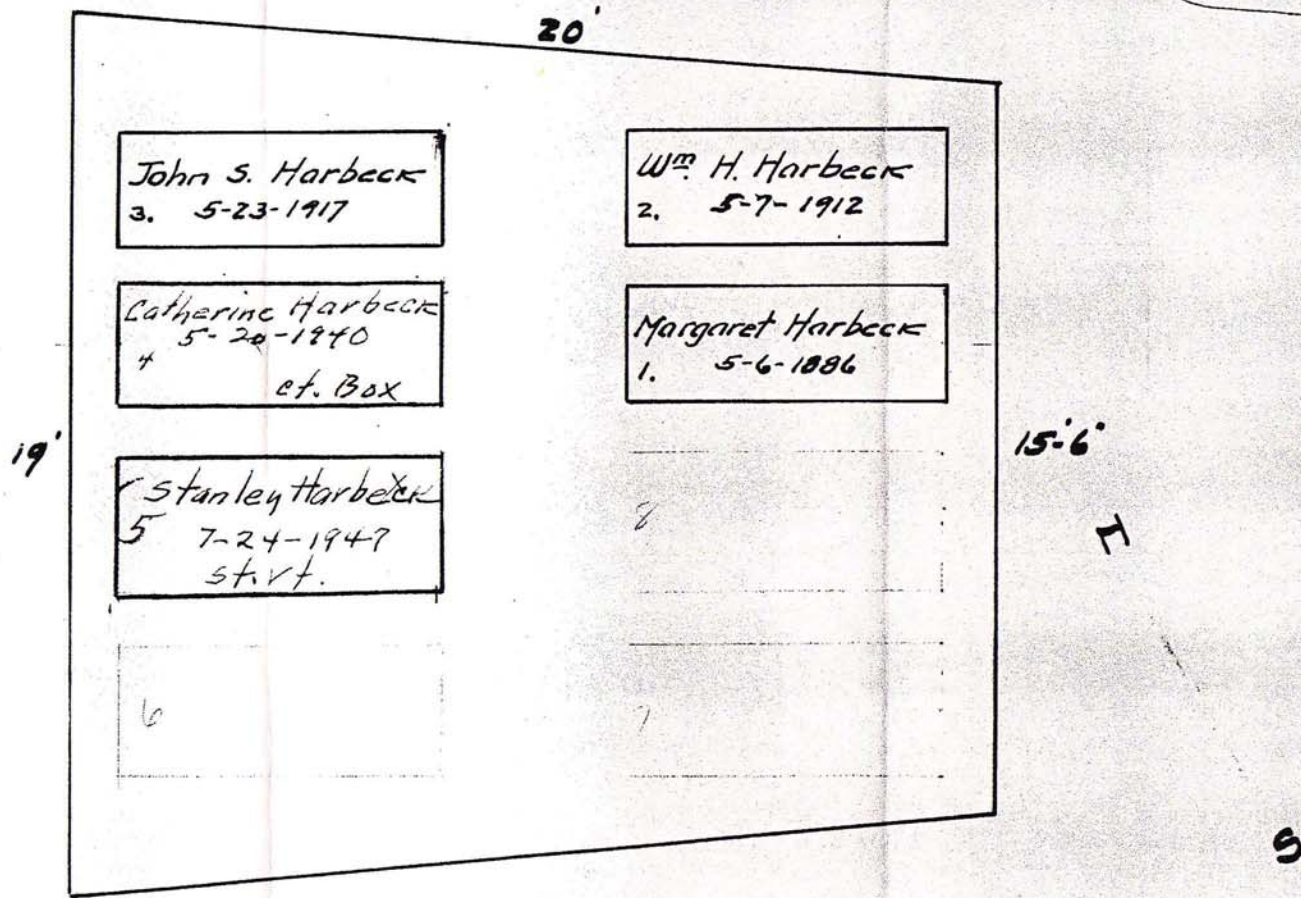 20'
John S. Harbeck
3. 5-23-1917
Wm. H. Harbeck
2. 5-7-1912
Catherine Harbeck
5-20-1940
4
ct. Box
Margaret Harbeck
1. 5-6-1886
19'
15'-6"
Stanley Harbeck
5 7-24-1947
st. vt.
8
I
6
7
S